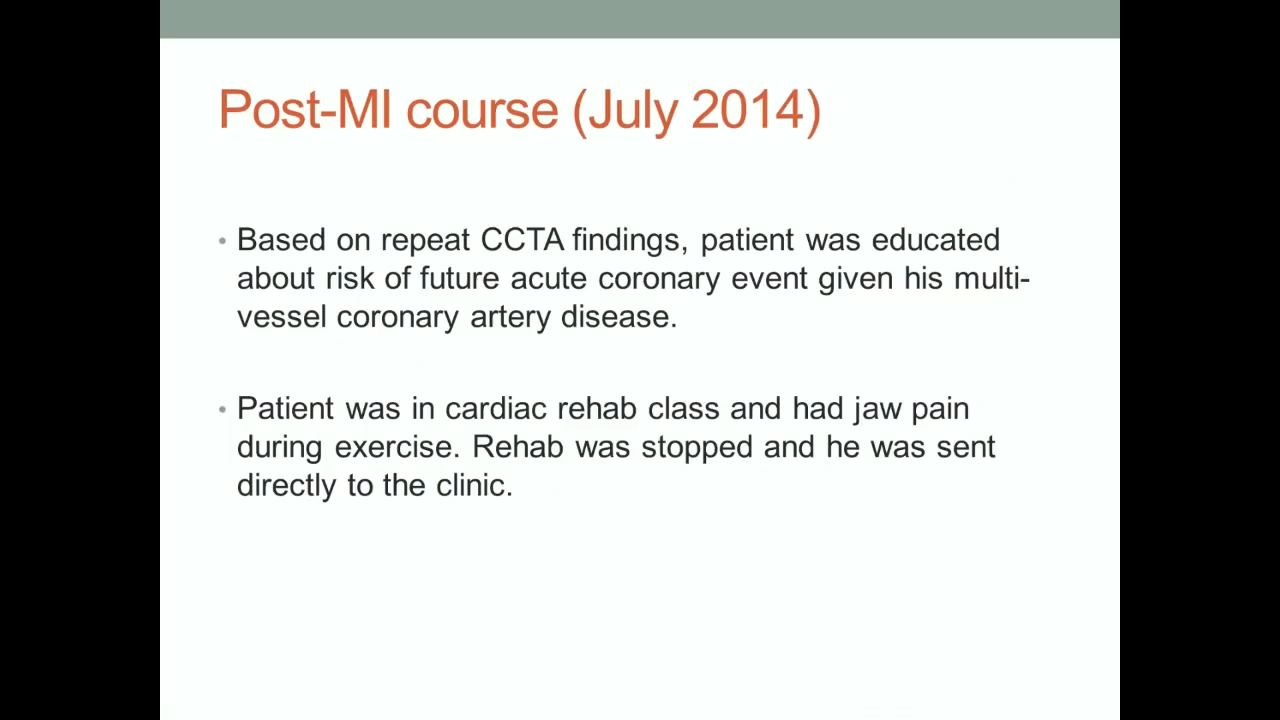 Post-MI course (July 2014)
• Based on repeat CCTA findings, patient was educated
about risk of future acute coronary event given his multi-
vessel coronary artery disease.
• Patient was in cardiac rehab class and had jaw pain
during exercise. Rehab was stopped and he was sent
directly to the clinic.